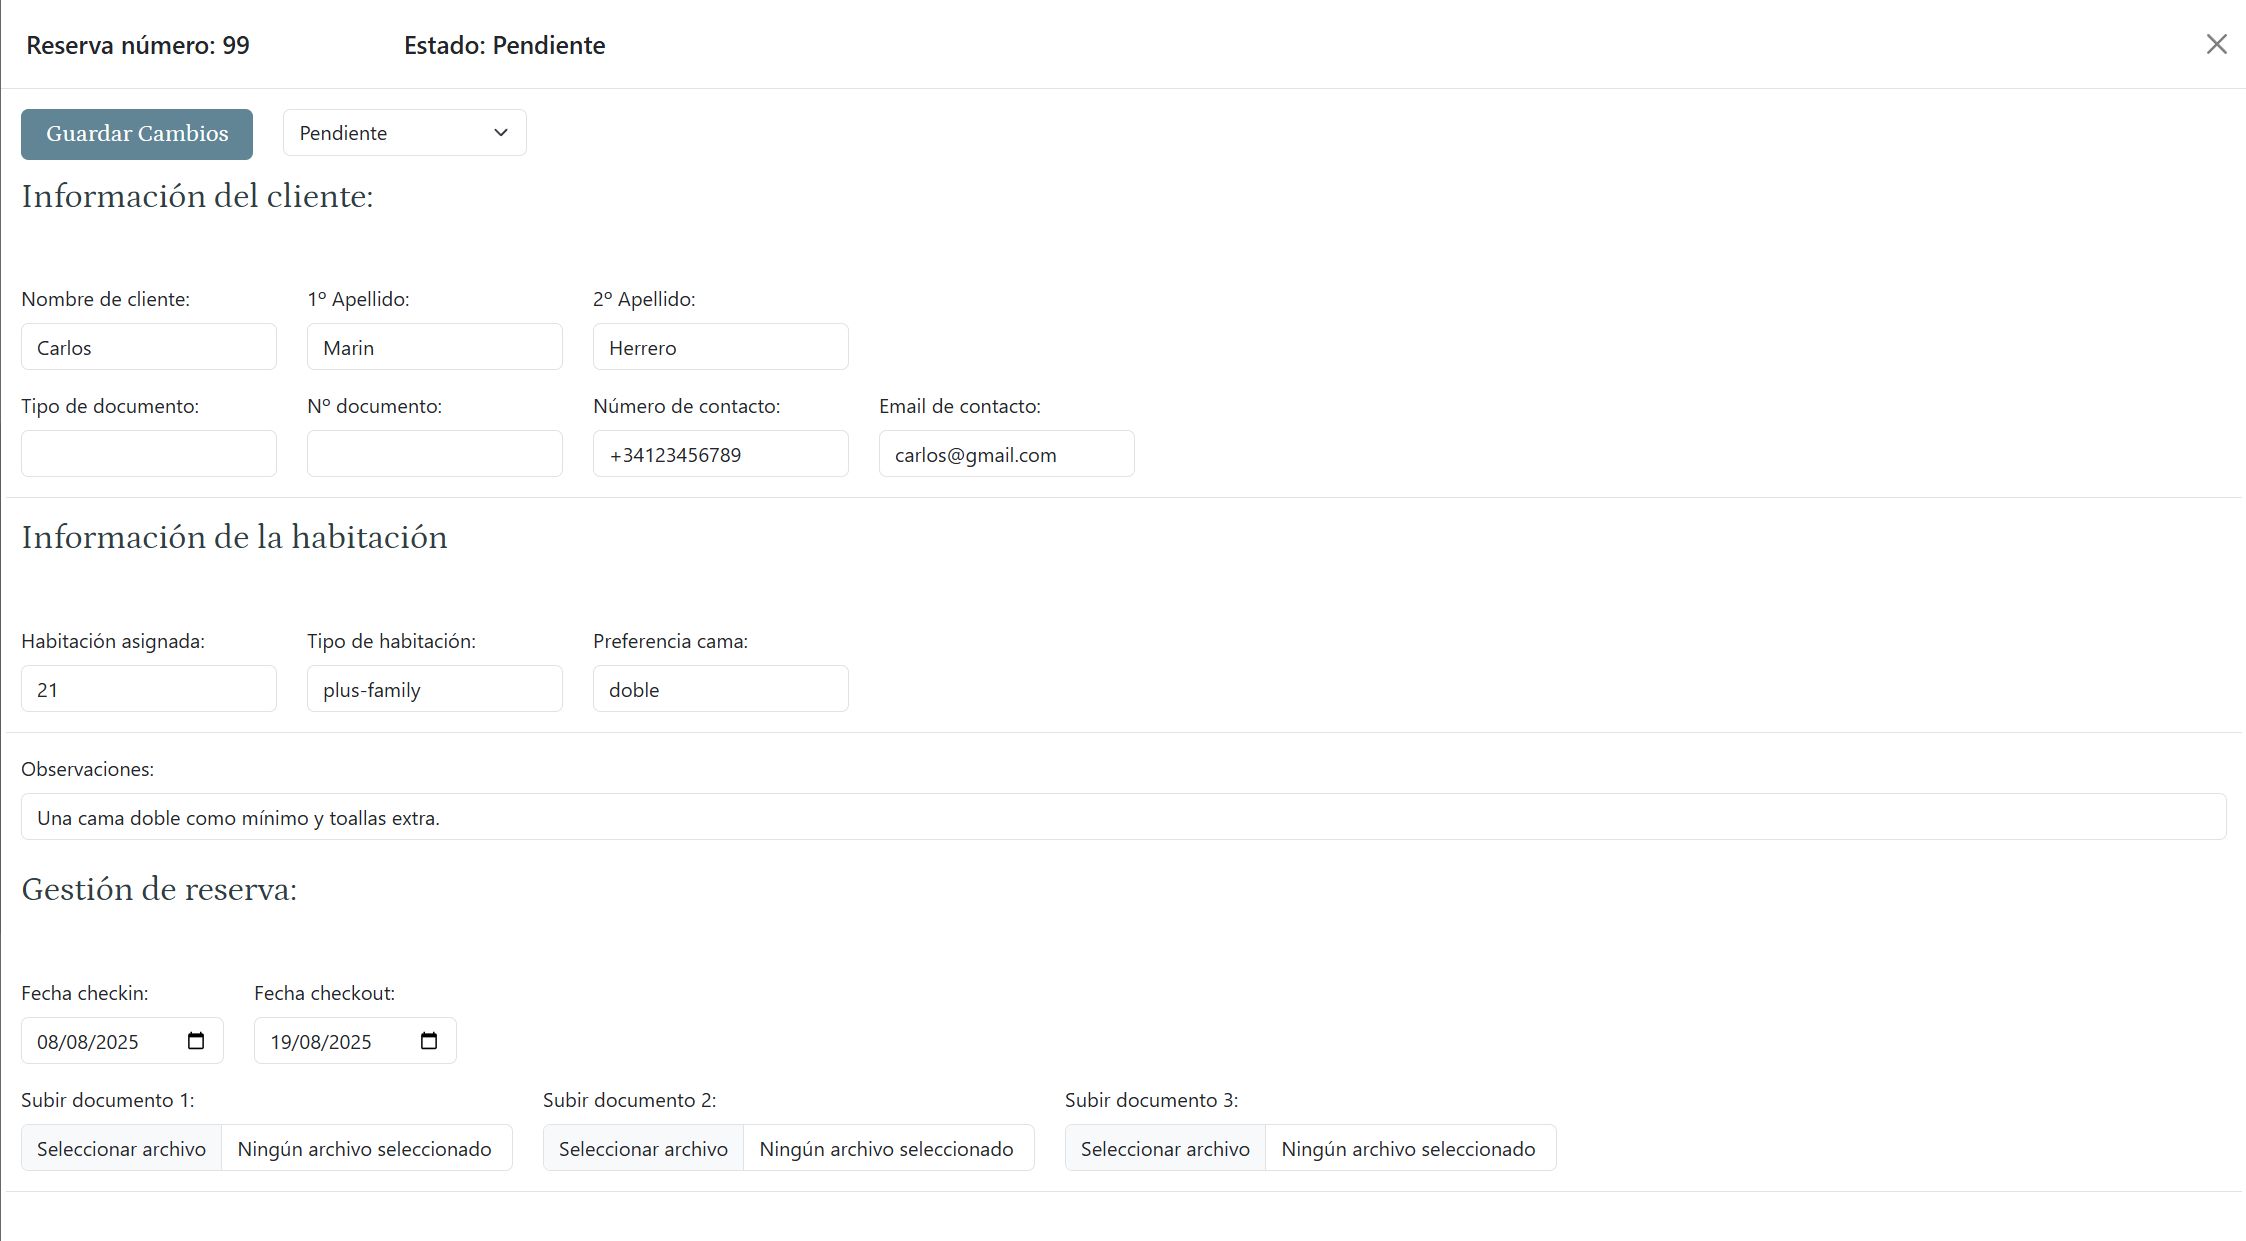 Reserva número: 99 Estado: Pendiente
Guardar Cambios Pendiente
Información del cliente:
Nombre de cliente: 1º Apellido: 2º Apellido:
Carlos Marin Herrero
Tipo de documento: Nº documento: Número de contacto: Email de contacto:
+34123456789 carlos@gmail.com
Información de la habitación
Habitación asignada: Tipo de habitación: Preferencia cama:
21 plus-family doble
Observaciones:
Una cama doble como mínimo y toallas extra.
Gestión de reserva:
Fecha checkin: Fecha checkout:
08/08/2025 19/08/2025
Subir documento 1: Subir documento 2: Subir documento 3:
Seleccionar archivo Ningún archivo seleccionado Seleccionar archivo Ningún archivo seleccionado Seleccionar archivo Ningún archivo seleccionado